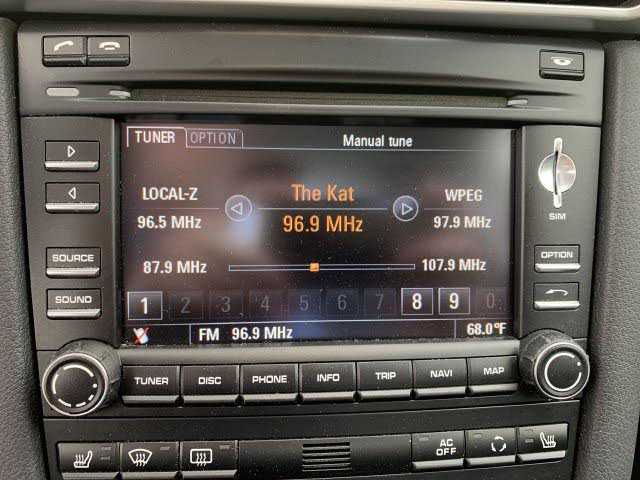 TUNER OPTION Manual tune
LOCAL-Z The Kat WPEG
96.5 MHz 96.9 MHz 97.9 MHz
87.9 MHz 107.9 MHz
1 2 3 4 5 6 7 8 9 0
FM 96.9 MHz 68.0°F
SOURCE
SOUND
SIM
OPTION
TUNER DISC PHONE INFO TRIP NAVI MAP
AC
OFF